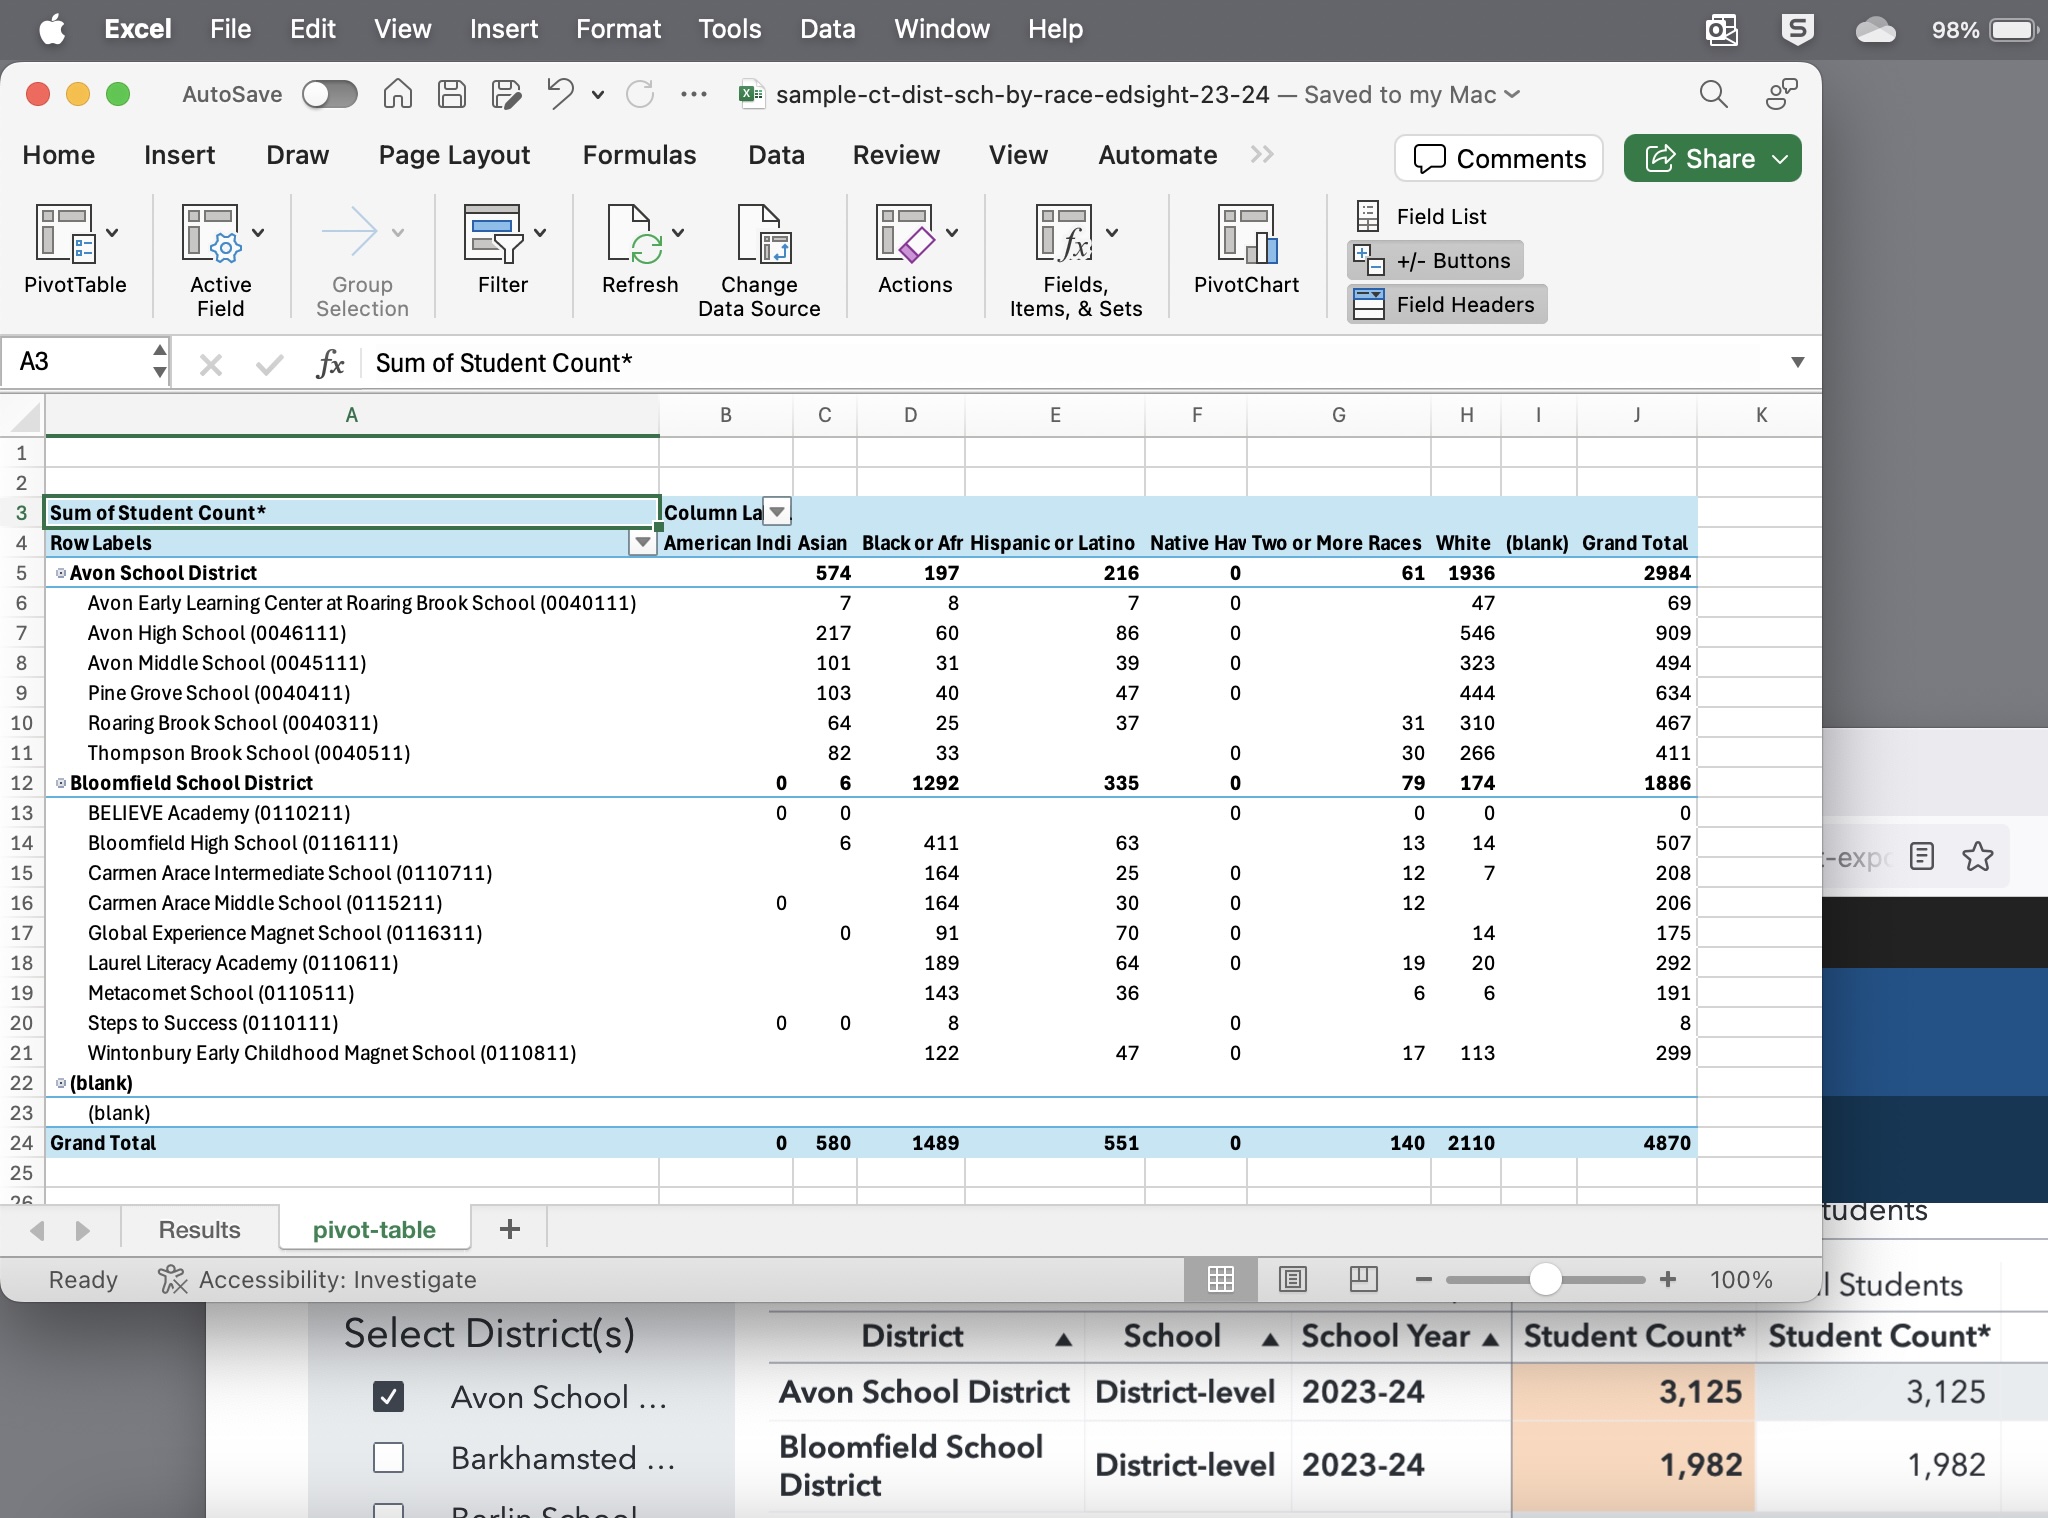 Excel File Edit View Insert Format Tools Data Window Help 98%
AutoSave sample-ct-dist-sch-by-race-edsight-23-24 — Saved to my Mac
Home Insert Draw Page Layout Formulas Data Review View Automate Comments Share
PivotTable Active Field Group Selection Filter Refresh Change Data Source Actions Fields, Items, & Sets PivotChart
Field List
+/- Buttons
Field Headers
A3 fx Sum of Student Count*
A B C D E F G H I J K
1
2
3 Sum of Student Count* Column La
4 Row Labels American Indi Asian Black or Afr Hispanic or Latino Native Hav Two or More Races White (blank) Grand Total
5 Avon School District 574 197 216 0 61 1936 2984
6 Avon Early Learning Center at Roaring Brook School (0040111) 7 8 7 0 47 69
7 Avon High School (0046111) 217 60 86 0 546 909
8 Avon Middle School (0045111) 101 31 39 0 323 494
9 Pine Grove School (0040411) 103 40 47 0 444 634
10 Roaring Brook School (0040311) 64 25 37 31 310 467
11 Thompson Brook School (0040511) 82 33 0 30 266 411
12 Bloomfield School District 0 6 1292 335 0 79 174 1886
13 BELIEVE Academy (0110211) 0 0 0 0 0 0
14 Bloomfield High School (0116111) 6 411 63 13 14 507
15 Carmen Arace Intermediate School (0110711) 164 25 0 12 7 208
16 Carmen Arace Middle School (0115211) 0 164 30 0 12 206
17 Global Experience Magnet School (0116311) 0 91 70 0 14 175
18 Laurel Literacy Academy (0110611) 189 64 0 19 20 292
19 Metacomet School (0110511) 143 36 6 6 191
20 Steps to Success (0110111) 0 0 8 0 8
21 Wintonbury Early Childhood Magnet School (0110811) 122 47 0 17 113 299
22 (blank)
23 (blank)
24 Grand Total 0 580 1489 551 0 140 2110 4870
25
26
-expo
Results pivot-table +
tudents
Ready Accessibility: Investigate 100%
l Students
Select District(s)
District School School Year Student Count* Student Count*
Avon School ...
Avon School District District-level 2023-24 3,125 3,125
Barkhamsted ...
Bloomfield School District District-level 2023-24 1,982 1,982
Berlin School